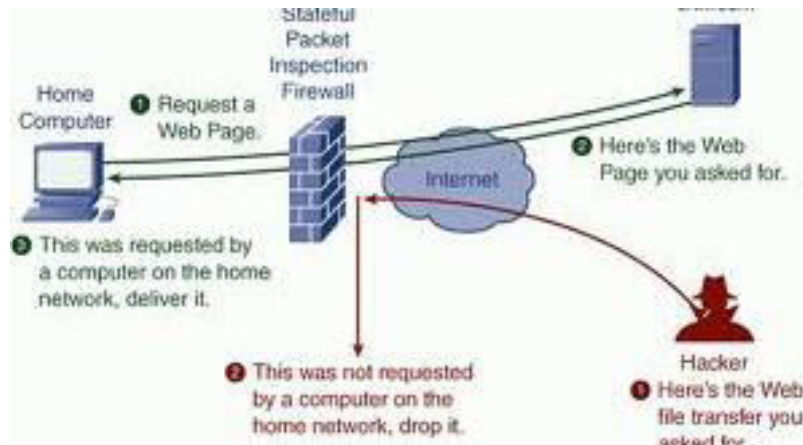 Stateful
Packet
Inspection
Firewall
Home
Computer
1 Request a
Web Page.
Internet
2 Here's the Web
Page you asked for.
3 This was requested by
a computer on the home
network, deliver it.
2 This was not requested
by a computer on the
home network, drop it.
Hacker
1 Here's the Web
file transfer you
asked for